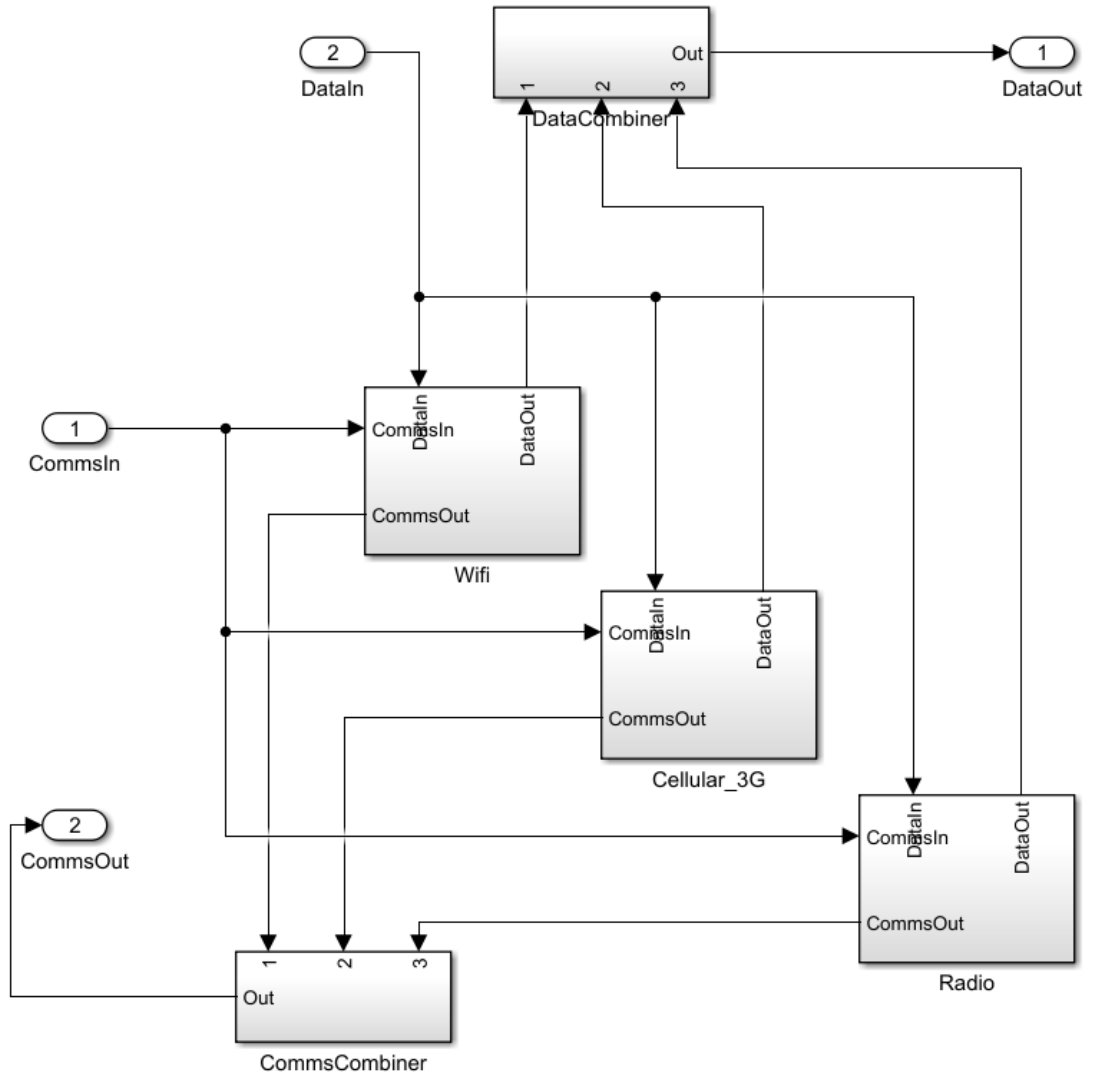 2
DataIn
Out
1
2
3
DataCombiner
1
DataOut
1
CommsIn
CommsIn
DataIn
DataOut
CommsOut
Wifi
CommsIn
DataIn
DataOut
CommsOut
Cellular_3G
2
CommsOut
CommsIn
DataIn
DataOut
CommsOut
Radio
1
2
3
Out
CommsCombiner